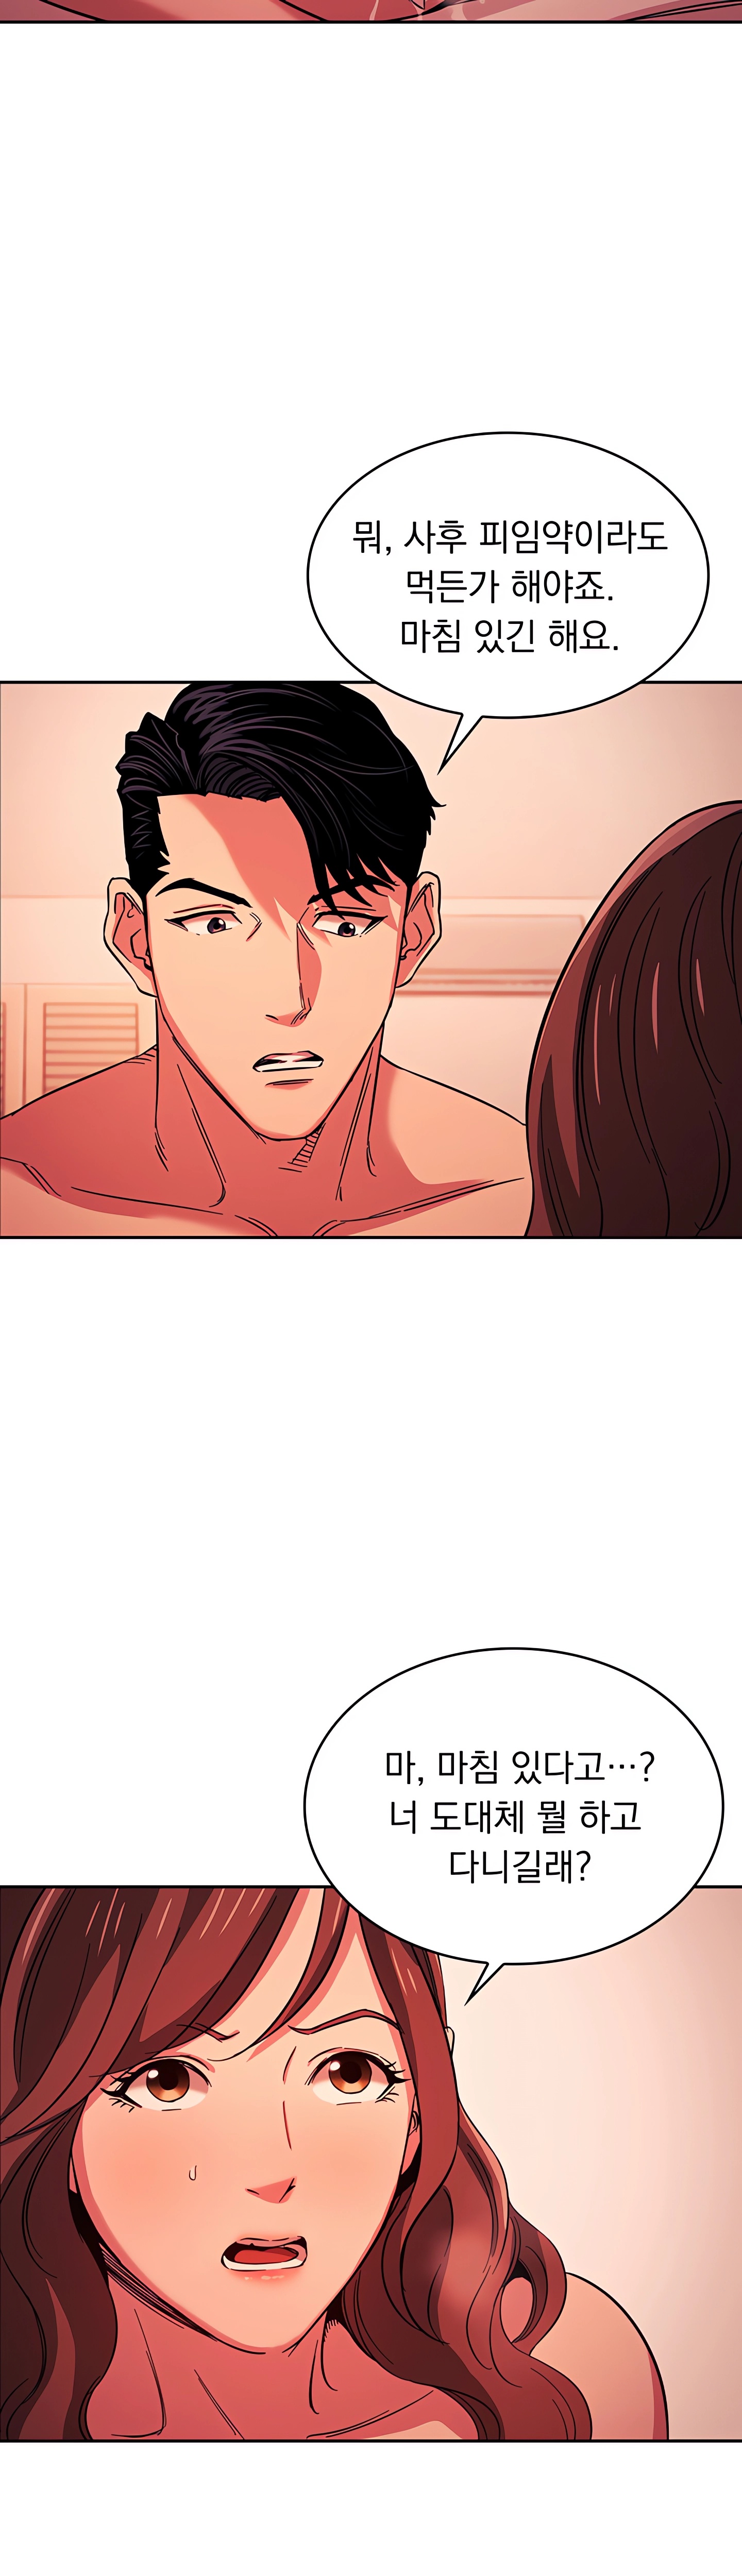 뭐, 사후 피임약이라도
먹든가 해야죠.
마침 있긴 해요.
마, 마침 있다고…?
너 도대체 뭘 하고
다니길래?